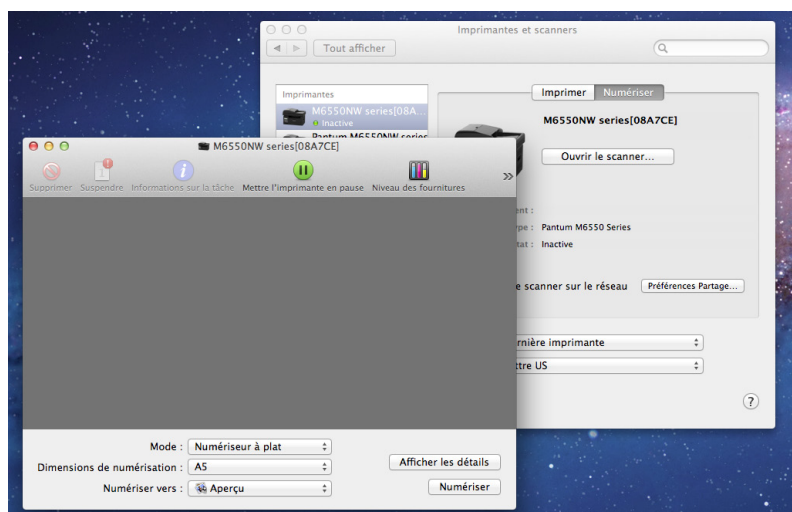 Imprimantes et scanners
Tout afficher
Imprimantes
M6550NW series[08A...
Inactive
Pantum M6550NW series
Imprimer Numériser
M6550NW series[08A7CE]
Ouvrir le scanner...
M6550NW series[08A7CE]
Supprimer Suspendre Informations sur la tâche Mettre l'imprimante en pause Niveau des fournitures
ent :
pe : Pantum M6550 Series
tat : Inactive
e scanner sur le réseau Préférences Partage...
rnière imprimante
ttre US
?
Mode : Numériseur à plat
Dimensions de numérisation : A5
Numériser vers : Aperçu
Afficher les détails
Numériser